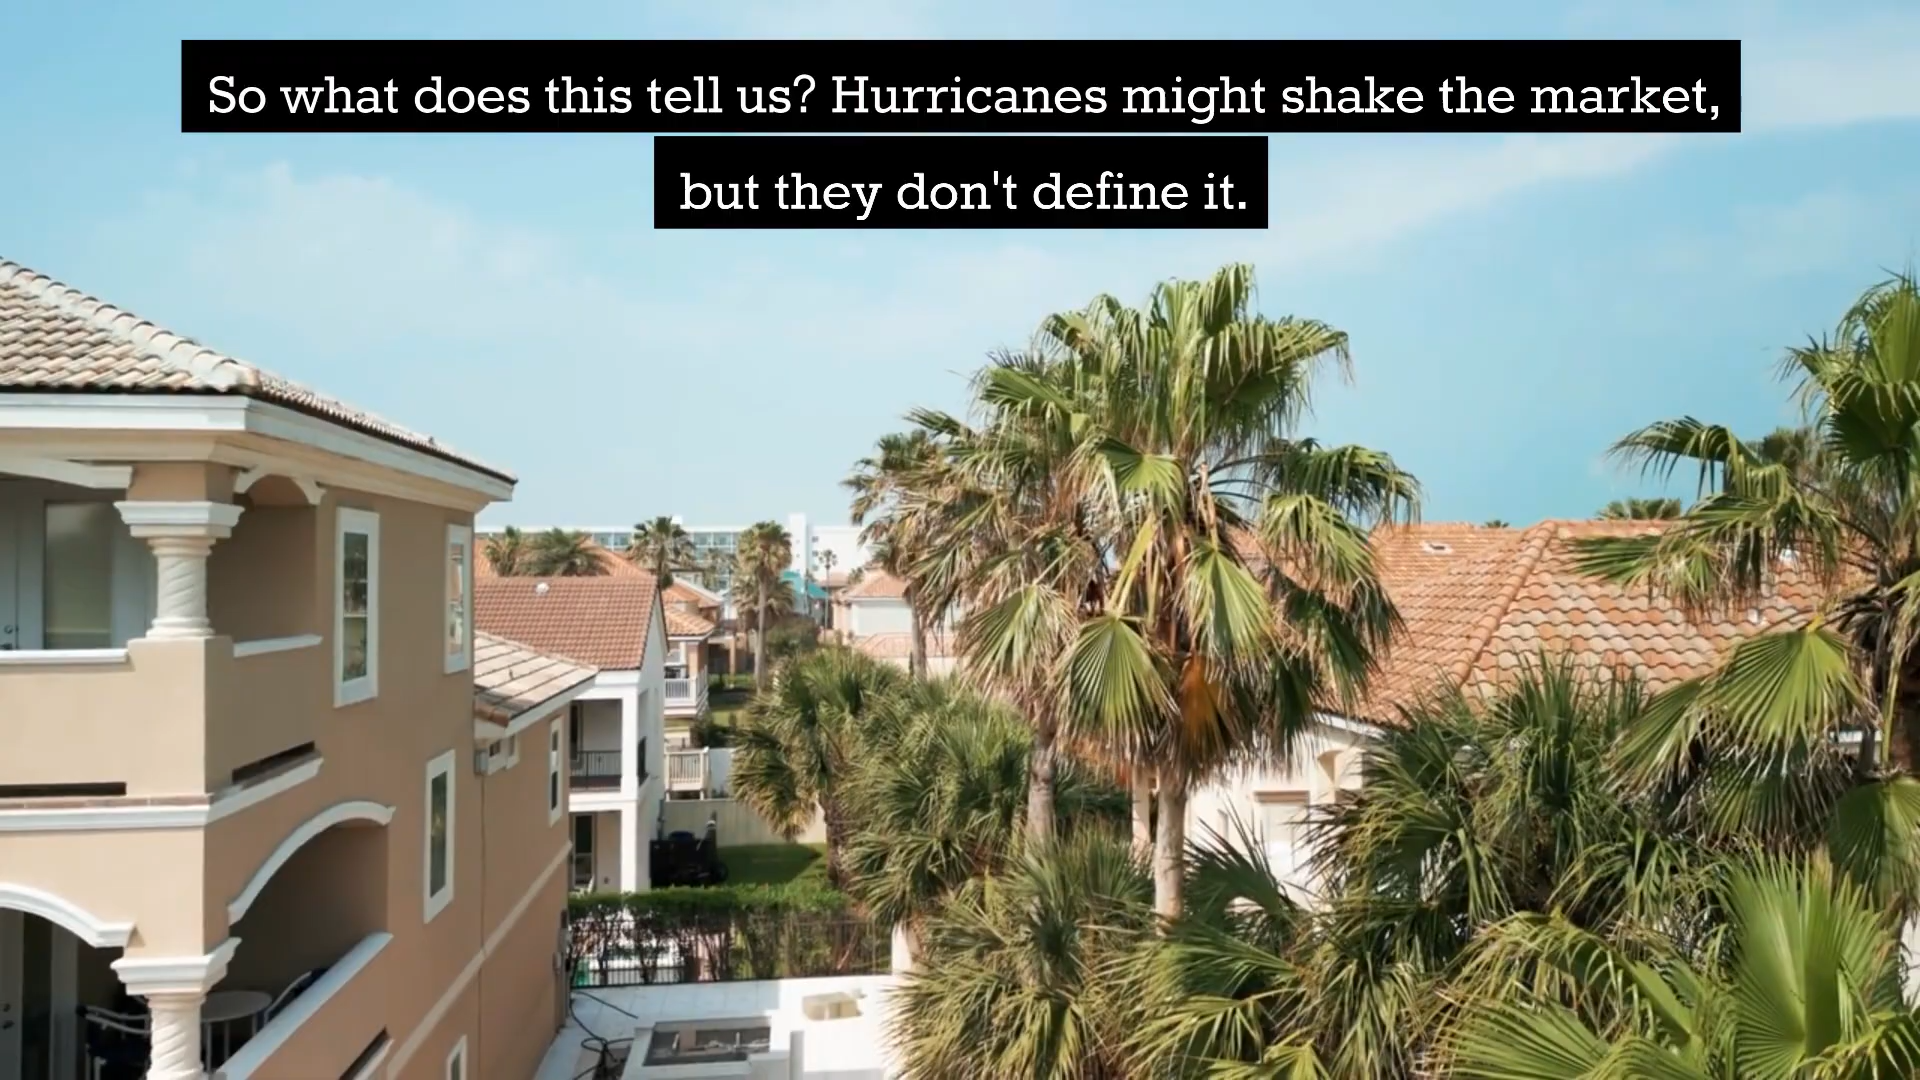 So what does this tell us? Hurricanes might shake the market,
but they don't define it.